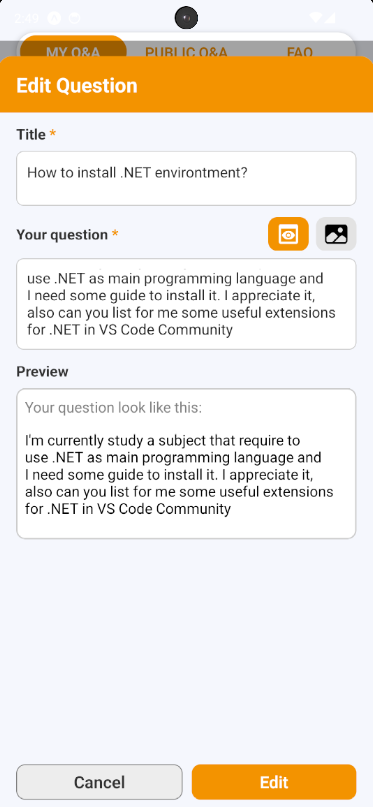 2:49
MY Q&A PUBLIC Q&A FAQ
Edit Question
Title *
How to install .NET environtment?
Your question *
use .NET as main programming language and
I need some guide to install it. I appreciate it,
also can you list for me some useful extensions
for .NET in VS Code Community
Preview
Your question look like this:
I'm currently study a subject that require to
use .NET as main programming language and
I need some guide to install it. I appreciate it,
also can you list for me some useful extensions
for .NET in VS Code Community
Cancel Edit